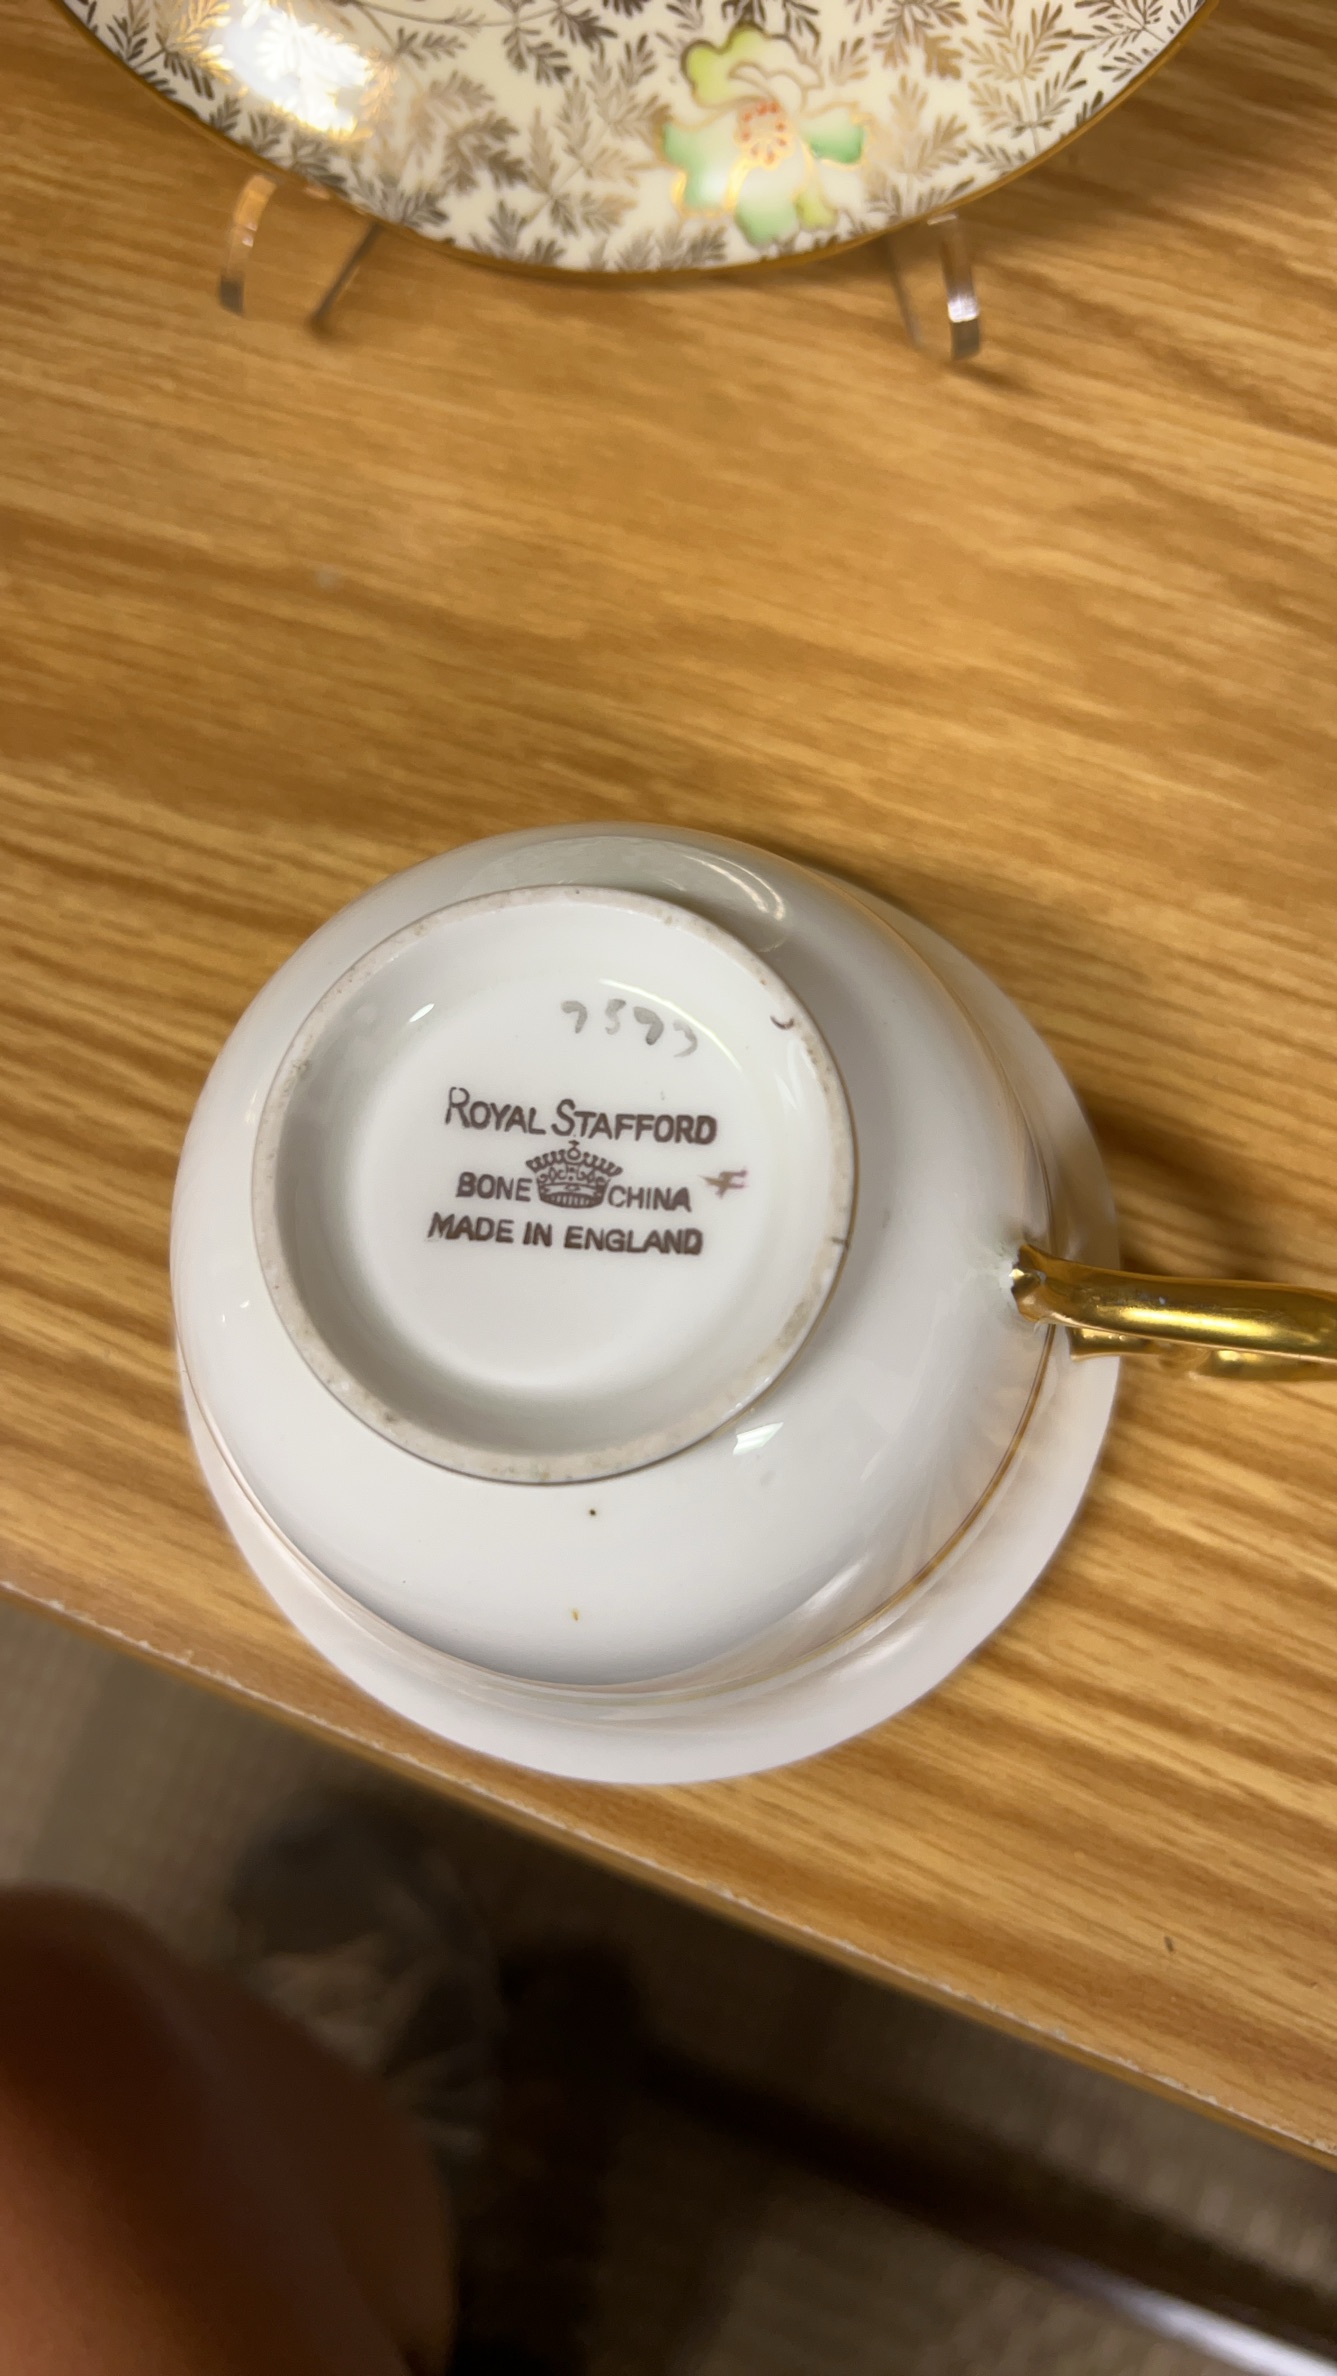 7593
ROYAL STAFFORD
BONE CHINA
MADE IN ENGLAND